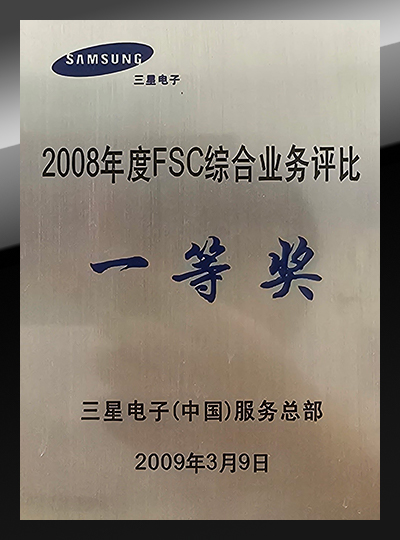 SAMSUNG
三星电子
2008年度FSC综合业务评比
一等奖
三星电子(中国)服务总部
2009年3月9日